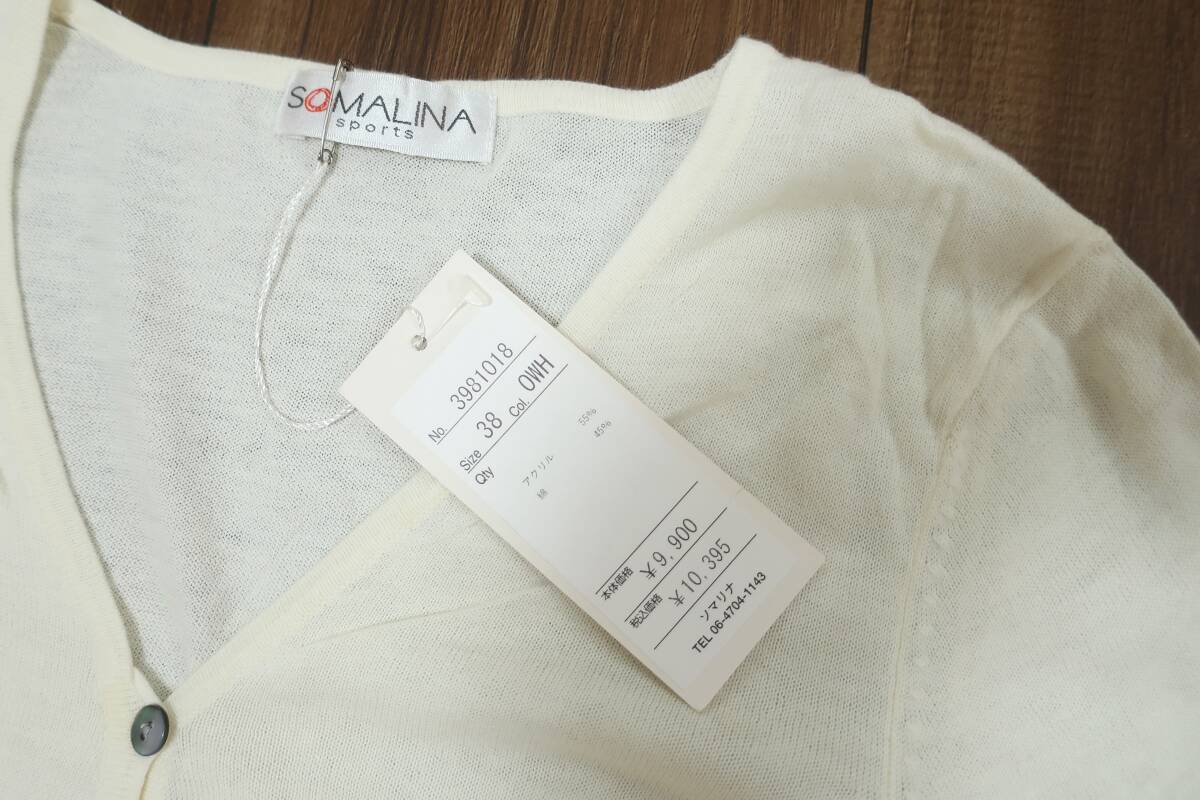 SOMALINA
sports
No. 3981018
Size 38 Col. OWH
Qty
アクリル 55%
綿 45%
本体価格 ¥9,900
税込価格 ¥10,395
ソマリナ
TEL 06-4704-1143